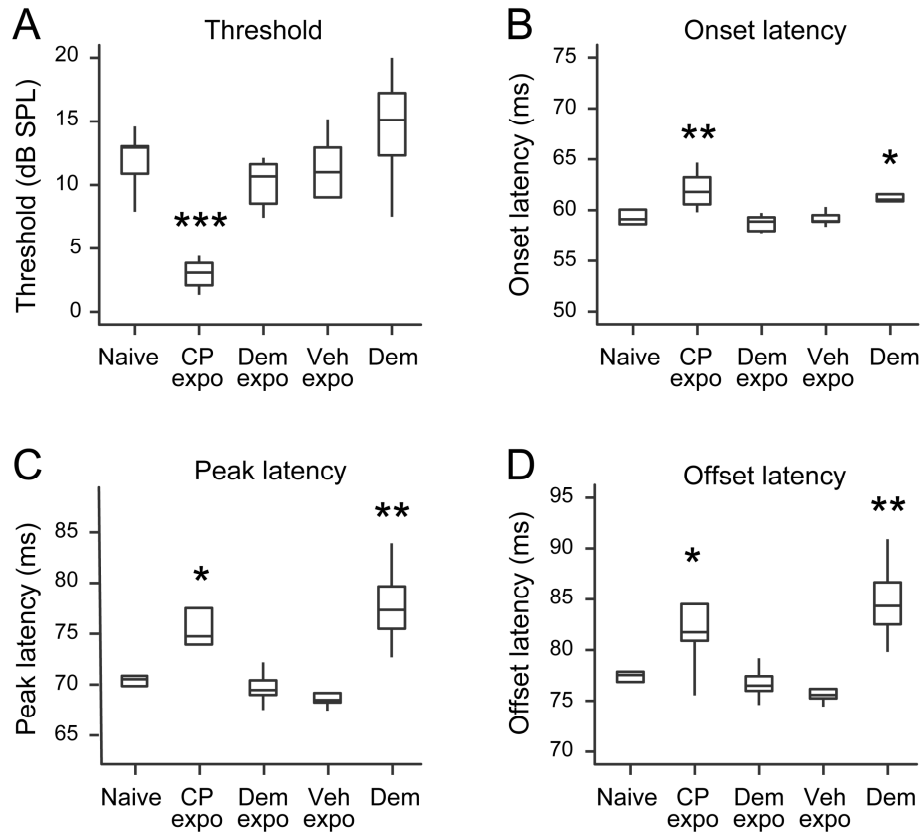 A
Threshold
Threshold (dB SPL)
20
15
10
5
0
***
Naive
CP
expo
Dem
expo
Veh
expo
Dem
B
Onset latency
Onset latency (ms)
75
70
65
60
55
50
**
*
Naive
CP
expo
Dem
expo
Veh
expo
Dem
C
Peak latency
Peak latency (ms)
85
80
75
70
65
*
**
Naive
CP
expo
Dem
expo
Veh
expo
Dem
D
Offset latency
Offset latency (ms)
95
90
85
80
75
70
*
**
Naive
CP
expo
Dem
expo
Veh
expo
Dem